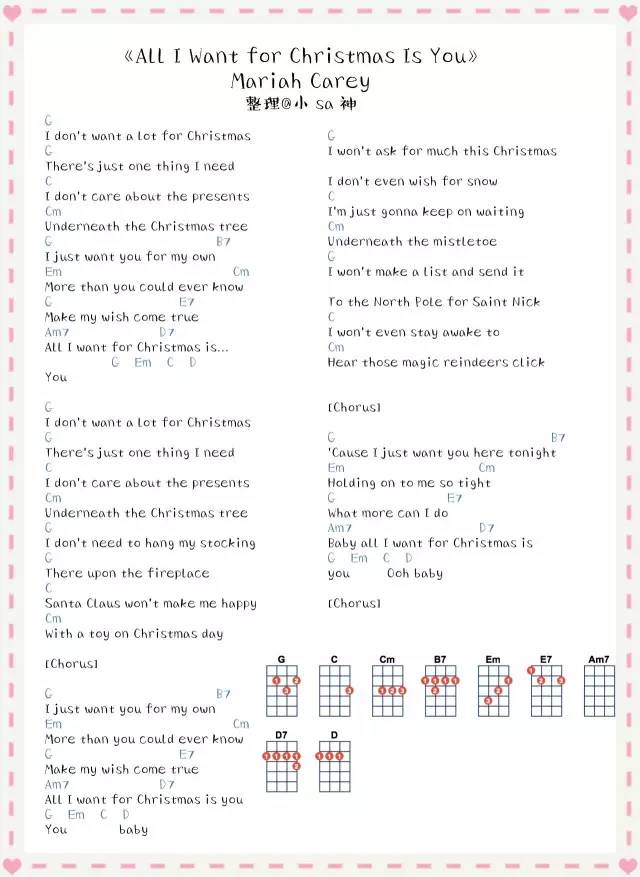 《ALL I Want for Christmas Is You》
Mariah Carey
整理@小 sa 神
G
I don't want a lot for Christmas
G
There's just one thing I need
C
I don't care about the presents
Cm
Underneath the Christmas tree
G B7
I just want you for my own
Em Cm
More than you could ever know
G E7
Make my wish come true
Am7 D7
All I want for Christmas is...
G Em C D
You
G
I don't want a lot for Christmas
G
There's just one thing I need
C
I don't care about the presents
Cm
Underneath the Christmas tree
G
I don't need to hang my stocking
G
There upon the fireplace
C
Santa Claus won't make me happy
Cm
With a toy on Christmas day
[Chorus]
G B7
I just want you for my own
Em Cm
More than you could ever know
G E7
Make my wish come true
Am7 D7
All I want for Christmas is you
G Em C D
You baby
G
I won't ask for much this Christmas
I don't even wish for snow
C
I'm just gonna keep on waiting
Cm
Underneath the mistletoe
G
I won't make a list and send it
To the North Pole for Saint Nick
C
I won't even stay awake to
Cm
Hear those magic reindeers click
[Chorus]
G B7
'Cause I just want you here tonight
Em Cm
Holding on to me so tight
G E7
What more can I do
Am7 D7
Baby all I want for Christmas is
G Em C D
you Ooh baby
[Chorus]
G C Cm B7 Em E7 Am7
1 2 3
3
1 2 3
1 1 1 1 2
1 2 3
1 2 3
D7 D
1 1 1 1 2
1 1 1